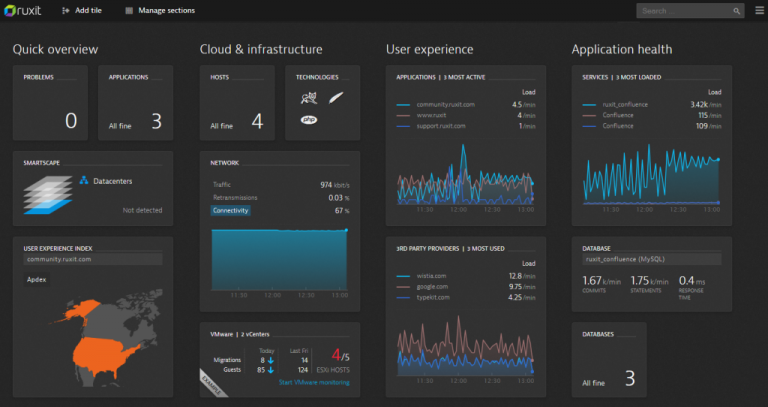 ruxit
Add tile
Manage sections
Search ...
Quick overview
PROBLEMS
0
APPLICATIONS
All fine
3
SMARTSCAPE
Datacenters
Not detected
USER EXPERIENCE INDEX
community.ruxit.com
Apdex
Cloud & infrastructure
HOSTS
All fine
4
TECHNOLOGIES
php
NETWORK
Traffic 974 kbit/s
Retransmissions 0.03 %
Connectivity 67 %
11:30 12:00 12:30 13:00
VMware | 2 vCenters
Today Last Fri
4/5
Migrations 8 14
ESXi HOSTS
Guests 85 124
Start VMware monitoring
EXAMPLE
User experience
APPLICATIONS | 3 MOST ACTIVE
Load
community.ruxit.com 4.5 /min
www.ruxit 4 /min
support.ruxit.com 1 /min
11:30 12:00 12:30 13:00
3RD PARTY PROVIDERS | 3 MOST USED
Load
wistia.com 12.8 /min
google.com 9.75 /min
typekit.com 4.25 /min
11:30 12:00 12:30 13:00
Application health
SERVICES | 3 MOST LOADED
Load
ruxit_confluence 3.42k /min
Confluence 115 /min
Confluence 109 /min
11:30 12:00 12:30 13:00
DATABASE
ruxit_confluence (MySQL)
1.67 k/min 1.75 k/min 0.4 ms
COMMITS STATEMENTS RESPONSE TIME
DATABASES
All fine
3